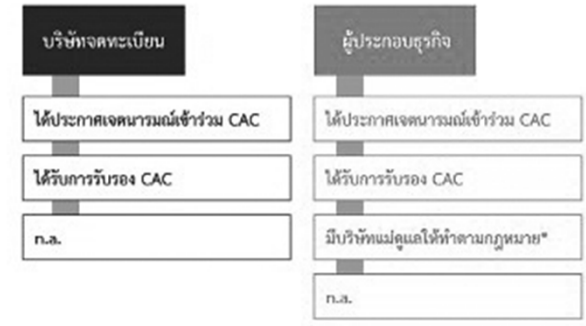 บริษัทจดทะเบียน
ได้ประกาศเจตนารมณ์เข้าร่วม CAC
ได้รับการรับรอง CAC
n.a.
ผู้ประกอบธุรกิจ
ได้ประกาศเจตนารมณ์เข้าร่วม CAC
ได้รับการรับรอง CAC
มีบริษัทแม่ดูแลให้ทำตามกฎหมาย*
n.a.